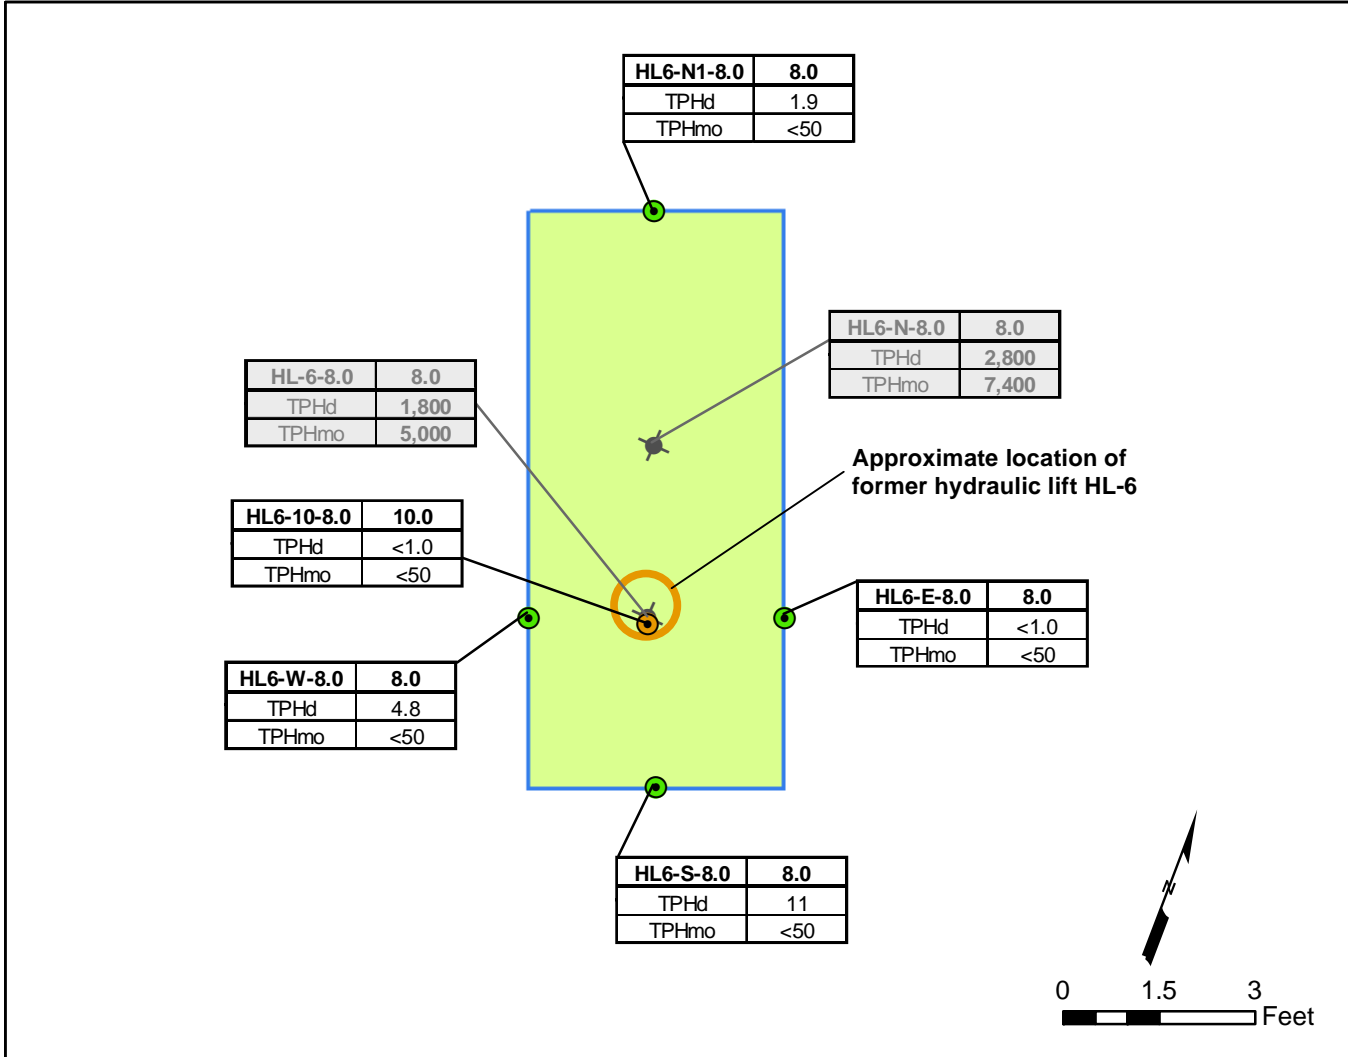 HL6-N1-8.0 8.0
TPHd 1.9
TPHmo <50
HL6-N-8.0 8.0
TPHd 2,800
TPHmo 7,400
HL-6-8.0 8.0
TPHd 1,800
TPHmo 5,000
Approximate location of
former hydraulic lift HL-6
HL6-10-8.0 10.0
TPHd <1.0
TPHmo <50
HL6-E-8.0 8.0
TPHd <1.0
TPHmo <50
HL6-W-8.0 8.0
TPHd 4.8
TPHmo <50
HL6-S-8.0 8.0
TPHd 11
TPHmo <50
N
0 1.5 3
Feet